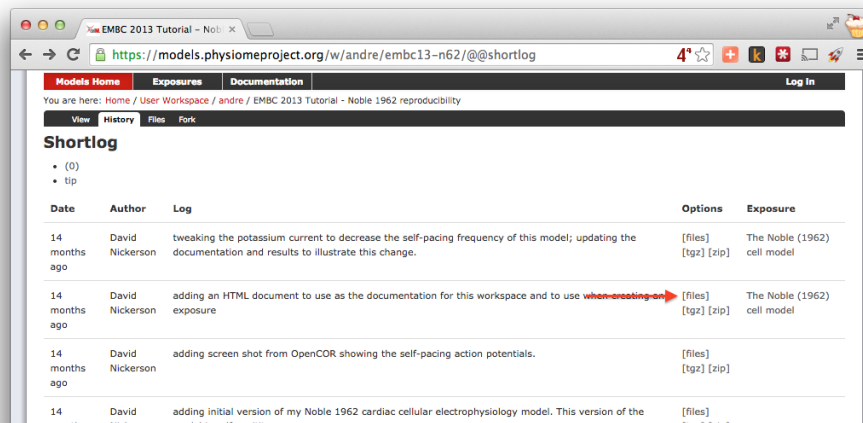 EMBC 2013 Tutorial – Nob
https://models.physiomeproject.org/w/andre/embc13-n62/@@shortlog
4
Models Home Exposures Documentation Log in
You are here: Home / User Workspace / andre / EMBC 2013 Tutorial - Noble 1962 reproducibility
View History Files Fork
Shortlog
(0)
tip
Date Author Log Options Exposure
14 David tweaking the potassium current to decrease the self-pacing frequency of this model; updating the [files] The Noble (1962)
months Nickerson documentation and results to illustrate this change. [tgz] [zip] cell model
ago
14 David adding an HTML document to use as the documentation for this workspace and to use when creating an [files] The Noble (1962)
months Nickerson exposure [tgz] [zip] cell model
ago
14 David adding screen shot from OpenCOR showing the self-pacing action potentials. [files]
months Nickerson [tgz] [zip]
ago
14 David adding initial version of my Noble 1962 cardiac cellular electrophysiology model. This version of the [files]